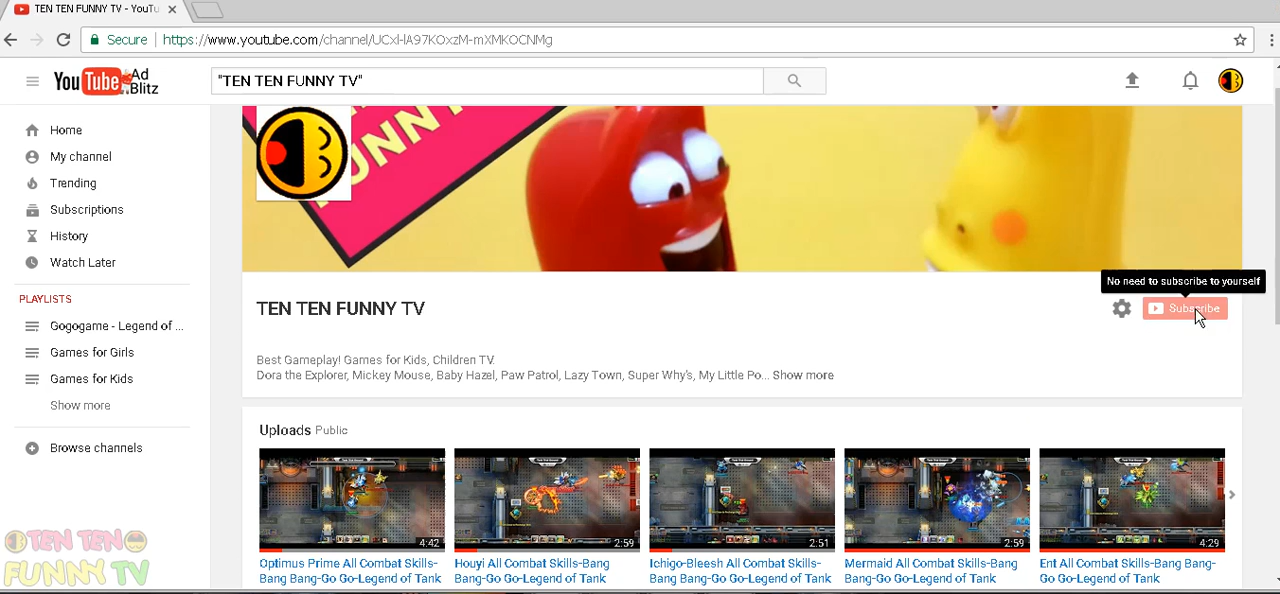 TEN TEN FUNNY TV - YouTu
Secure https://www.youtube.com/channel/UCxl-lA97KOxzM-mXMKOCNMg
YouTube Ad Blitz
"TEN TEN FUNNY TV"
Home
My channel
Trending
Subscriptions
History
Watch Later
PLAYLISTS
Gogogame - Legend of ...
Games for Girls
Games for Kids
Show more
Browse channels
FUNNY
No need to subscribe to yourself
TEN TEN FUNNY TV
Subscribe
Best Gameplay! Games for Kids, Children TV.
Dora the Explorer, Mickey Mouse, Baby Hazel, Paw Patrol, Lazy Town, Super Why's, My Little Po... Show more
Uploads Public
4:42
2:59
2:51
2:59
4:29
Optimus Prime All Combat Skills-
Bang Bang-Go Go-Legend of Tank
Houyi All Combat Skills-Bang
Bang-Go Go-Legend of Tank
Ichigo-Bleesh All Combat Skills-
Bang Bang-Go Go-Legend of Tank
Mermaid All Combat Skills-Bang
Bang-Go Go-Legend of Tank
Ent All Combat Skills-Bang Bang-
Go Go-Legend of Tank
TEN TEN
FUNNY TV